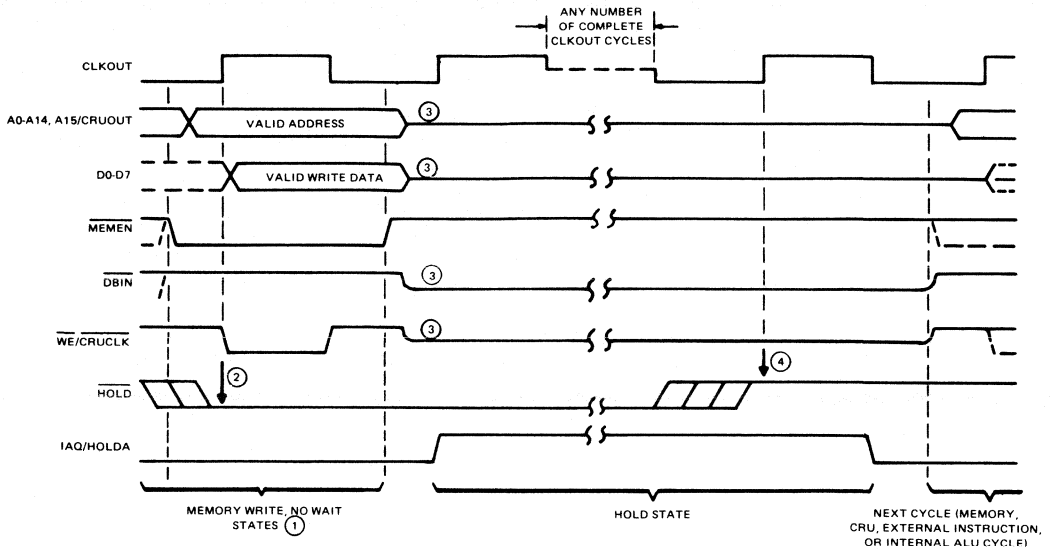 ANY NUMBER
OF COMPLETE
CLKOUT CYCLES
CLKOUT
A0-A14, A15/CRUOUT
VALID ADDRESS
3
D0-D7
VALID WRITE DATA
3
MEMEN
DBIN
3
WE/CRUCLK
3
2
4
HOLD
IAQ/HOLDA
MEMORY WRITE, NO WAIT
STATES 1
HOLD STATE
NEXT CYCLE (MEMORY,
CRU, EXTERNAL INSTRUCTION,
OR INTERNAL ALU CYCLE)